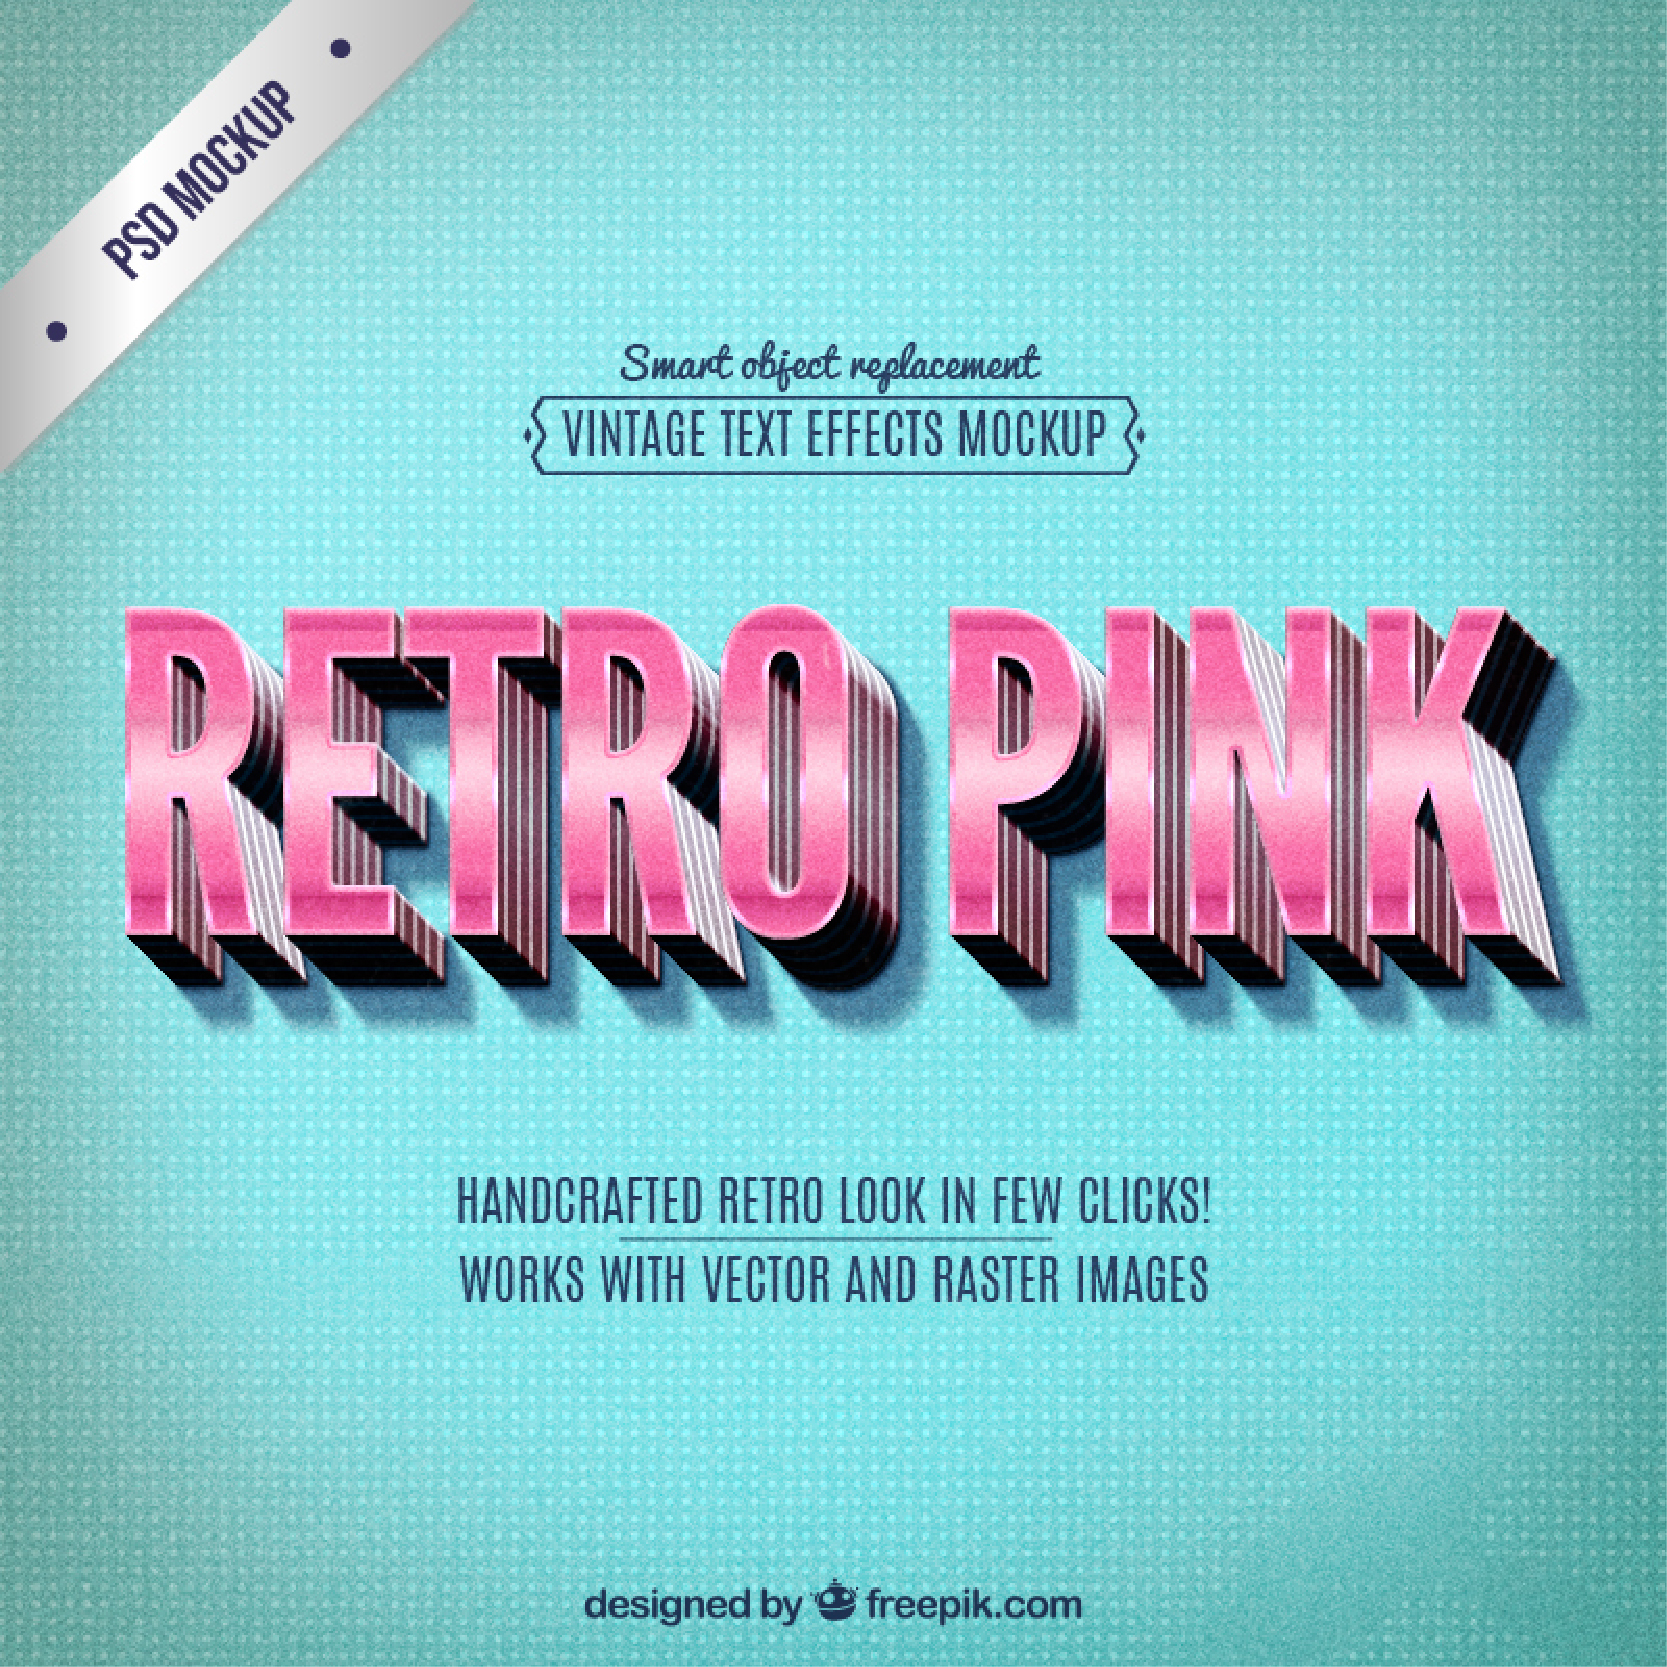 PSD MOCKUP
Smart object replacement
VINTAGE TEXT EFFECTS MOCKUP
RETRO PINK
HANDCRAFTED RETRO LOOK IN FEW CLICKS!
WORKS WITH VECTOR AND RASTER IMAGES
designed by freepik.com